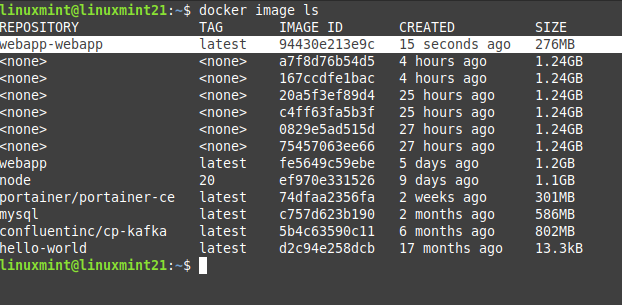 linuxmint@linuxmint21:~$ docker image ls
REPOSITORY TAG IMAGE ID CREATED SIZE
webapp-webapp latest 94430e213e9c 15 seconds ago 276MB
<none> <none> a7f8d76b54d5 4 hours ago 1.24GB
<none> <none> 167ccdfe1bac 4 hours ago 1.24GB
<none> <none> 20a5f3ef89d4 25 hours ago 1.24GB
<none> <none> c4ff63fa5b3f 25 hours ago 1.24GB
<none> <none> 0829e5ad515d 27 hours ago 1.24GB
<none> <none> 75457063ee66 27 hours ago 1.24GB
webapp latest fe5649c59ebe 5 days ago 1.2GB
node 20 ef970e331526 9 days ago 1.1GB
portainer/portainer-ce latest 74dfaa2356fa 2 weeks ago 301MB
mysql latest c757d623b190 2 months ago 586MB
confluentinc/cp-kafka latest 5b4c63590c11 6 months ago 802MB
hello-world latest d2c94e258dcb 17 months ago 13.3kB
linuxmint@linuxmint21:~$